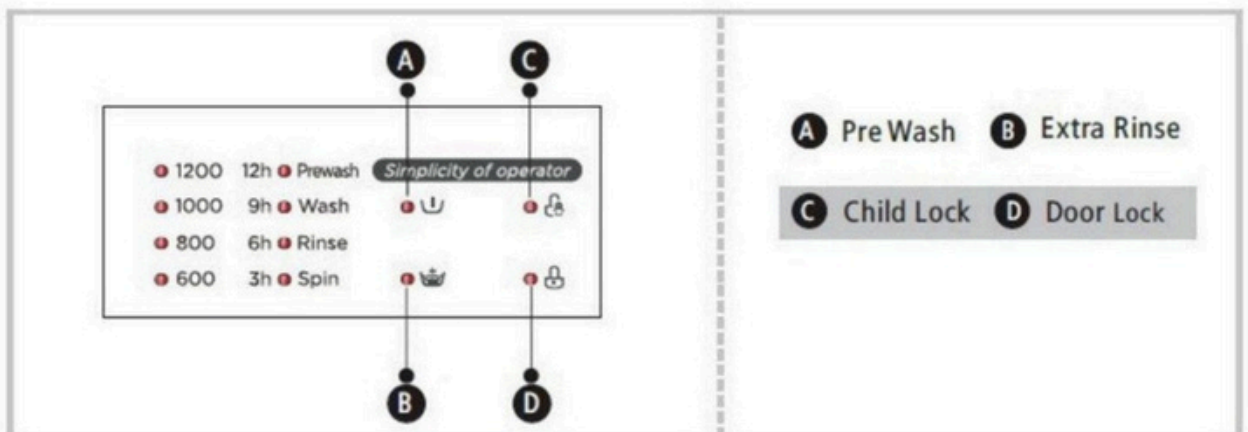 A C
A Pre Wash B Extra Rinse
1200 12h Prewash Simplicity of operator
1000 9h Wash
C Child Lock D Door Lock
800 6h Rinse
600 3h Spin
B D